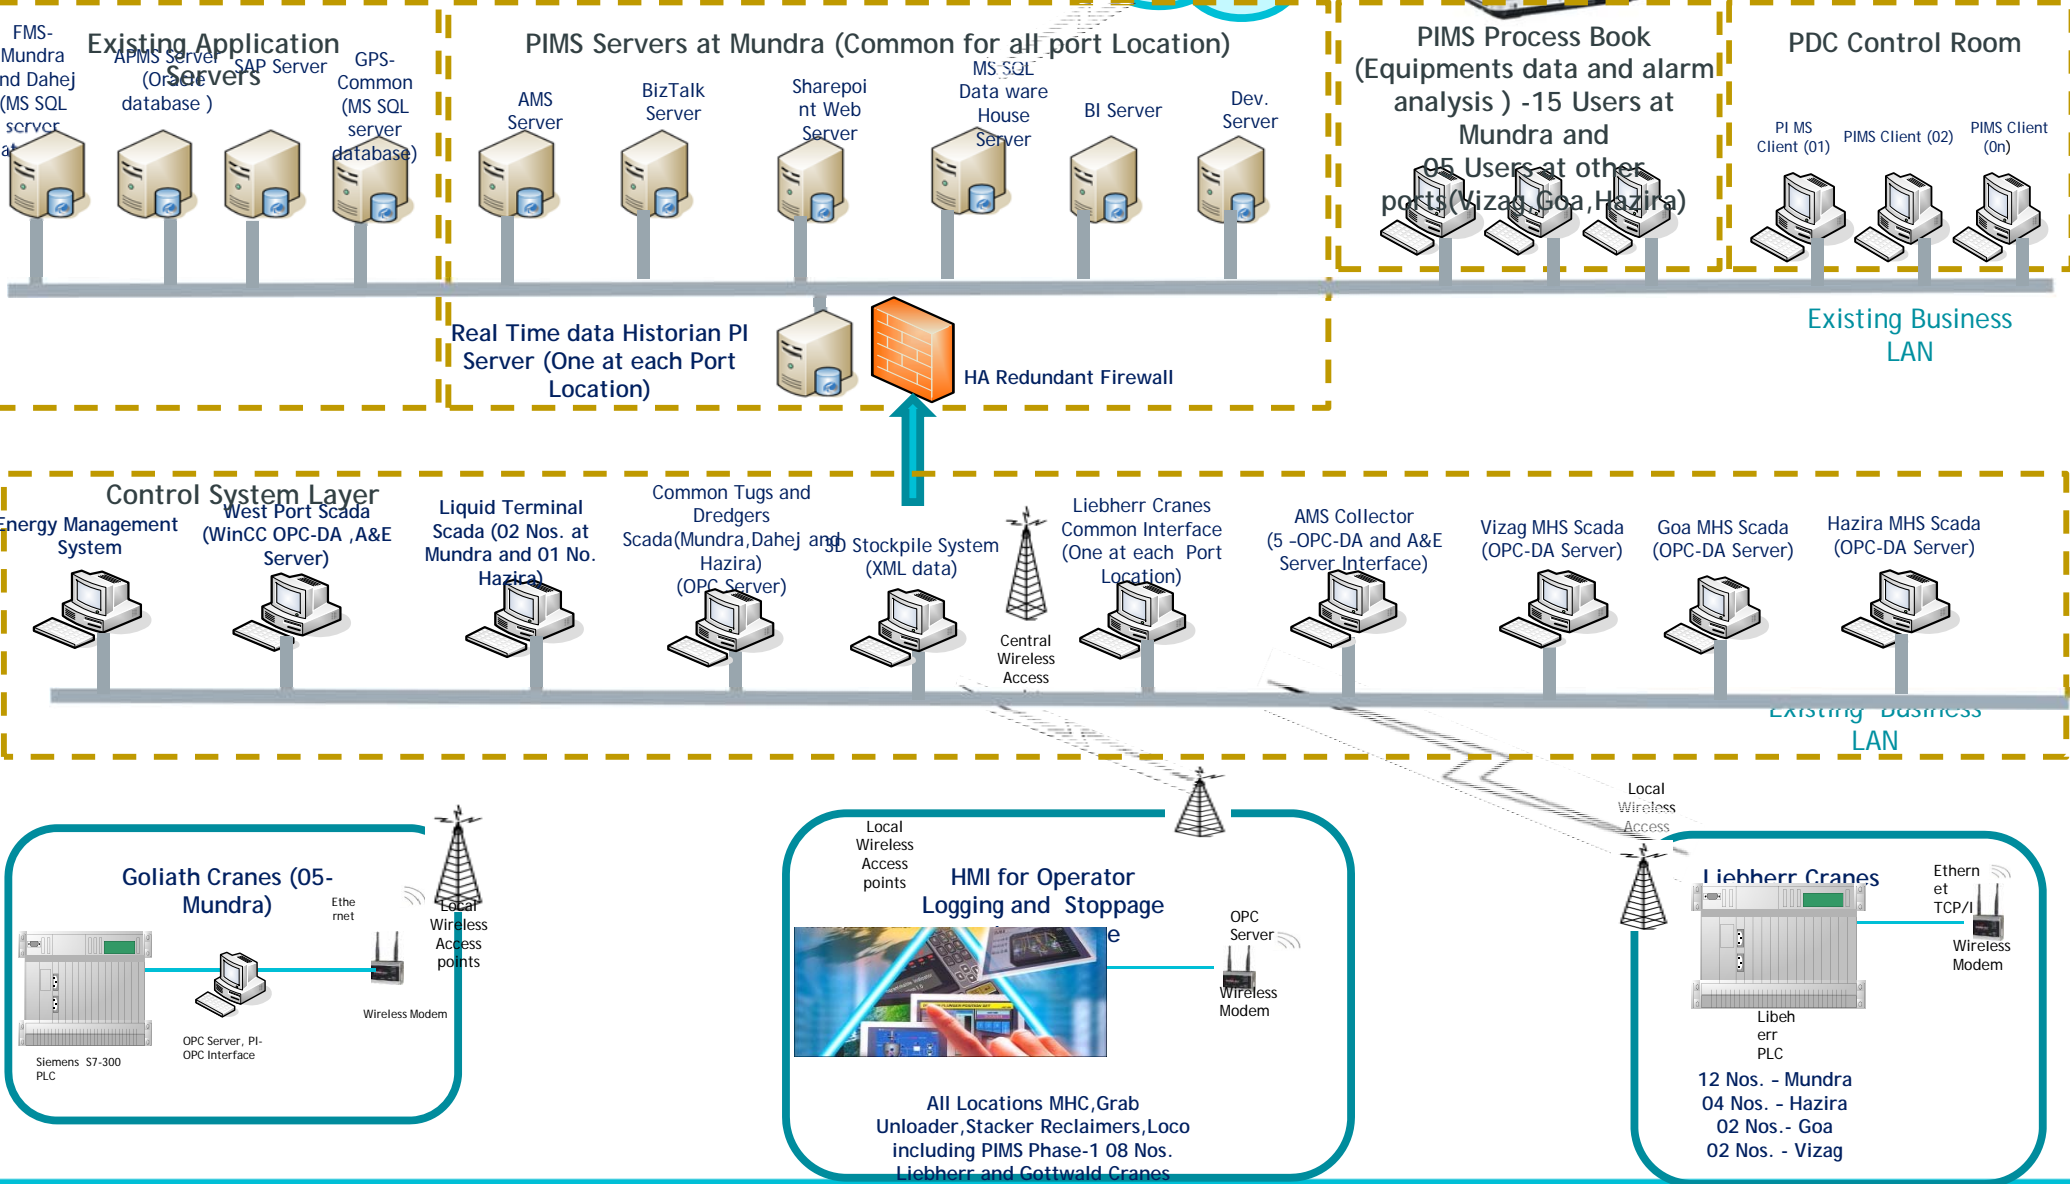 FMS-
Mundra
nd Dahej
(MS SQL
server
at
Existing Application
Servers
APMS Server
(Oracle
database )
SAP Server
GPS-
Common
(MS SQL
server
database)
PIMS Servers at Mundra (Common for all port Location)
AMS
Server
BizTalk
Server
Sharepoi
nt Web
Server
MS SQL
Data ware
House
Server
BI Server
Dev.
Server
PIMS Process Book
(Equipments data and alarm
analysis ) -15 Users at
Mundra and
05 Users at other
ports(Vizag,Goa,Hazira)
PDC Control Room
PI MS
Client (01)
PIMS Client (02)
PIMS Client
(0n)
Real Time data Historian PI
Server (One at each Port
Location)
HA Redundant Firewall
Existing Business
LAN
Control System Layer
Energy Management
System
West Port Scada
(WinCC OPC-DA ,A&E
Server)
Liquid Terminal
Scada (02 Nos. at
Mundra and 01 No.
Hazira)
Common Tugs and
Dredgers
Scada(Mundra,Dahej and
Hazira)
(OPC Server)
3D Stockpile System
(XML data)
Central
Wireless
Access
Liebherr Cranes
Common Interface
(One at each Port
Location)
AMS Collector
(5 -OPC-DA and A&E
Server Interface)
Vizag MHS Scada
(OPC-DA Server)
Goa MHS Scada
(OPC-DA Server)
Hazira MHS Scada
(OPC-DA Server)
Existing Business
LAN
Goliath Cranes (05-
Mundra)
Ethe
rnet
Local
Wireless
Access
points
Wireless Modem
OPC Server, PI-
OPC Interface
Siemens S7-300
PLC
Local
Wireless
Access
points
HMI for Operator
Logging and Stoppage
e
OPC
Server
Wireless
Modem
All Locations MHC,Grab
Unloader,Stacker Reclaimers,Loco
including PIMS Phase-1 08 Nos.
Liebherr and Gottwald Cranes
Local
Wireless
Access
Liebherr Cranes
Ethern
et
TCP/I
Wireless
Modem
Libeh
err
PLC
12 Nos. - Mundra
04 Nos. - Hazira
02 Nos.- Goa
02 Nos. - Vizag